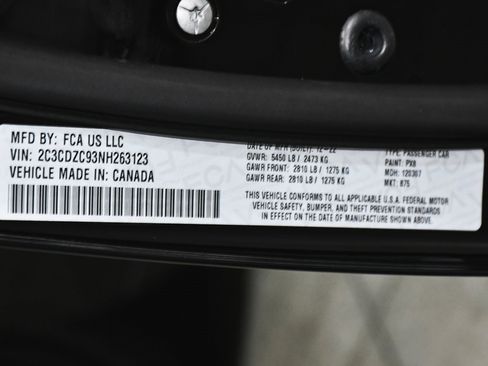 MFD BY: FCA US LLC
VIN: 2C3CDZC93NH263123
VEHICLE MADE IN: CANADA
DATE OF MFR (BUILT): 12-22
GVWR: 5450 LB / 2473 KG
GAWR FRONT: 2810 LB / 1275 KG
GAWR REAR: 2810 LB / 1275 KG
TYPE: PASSENGER CAR
PAINT: PX8
MDH: 120307
MKT: 875
THIS VEHICLE CONFORMS TO ALL APPLICABLE U.S.A. FEDERAL MOTOR
VEHICLE SAFETY, BUMPER, AND THEFT PREVENTION STANDARDS
IN EFFECT ON THE DATE OF MANUFACTURE SHOWN ABOVE.